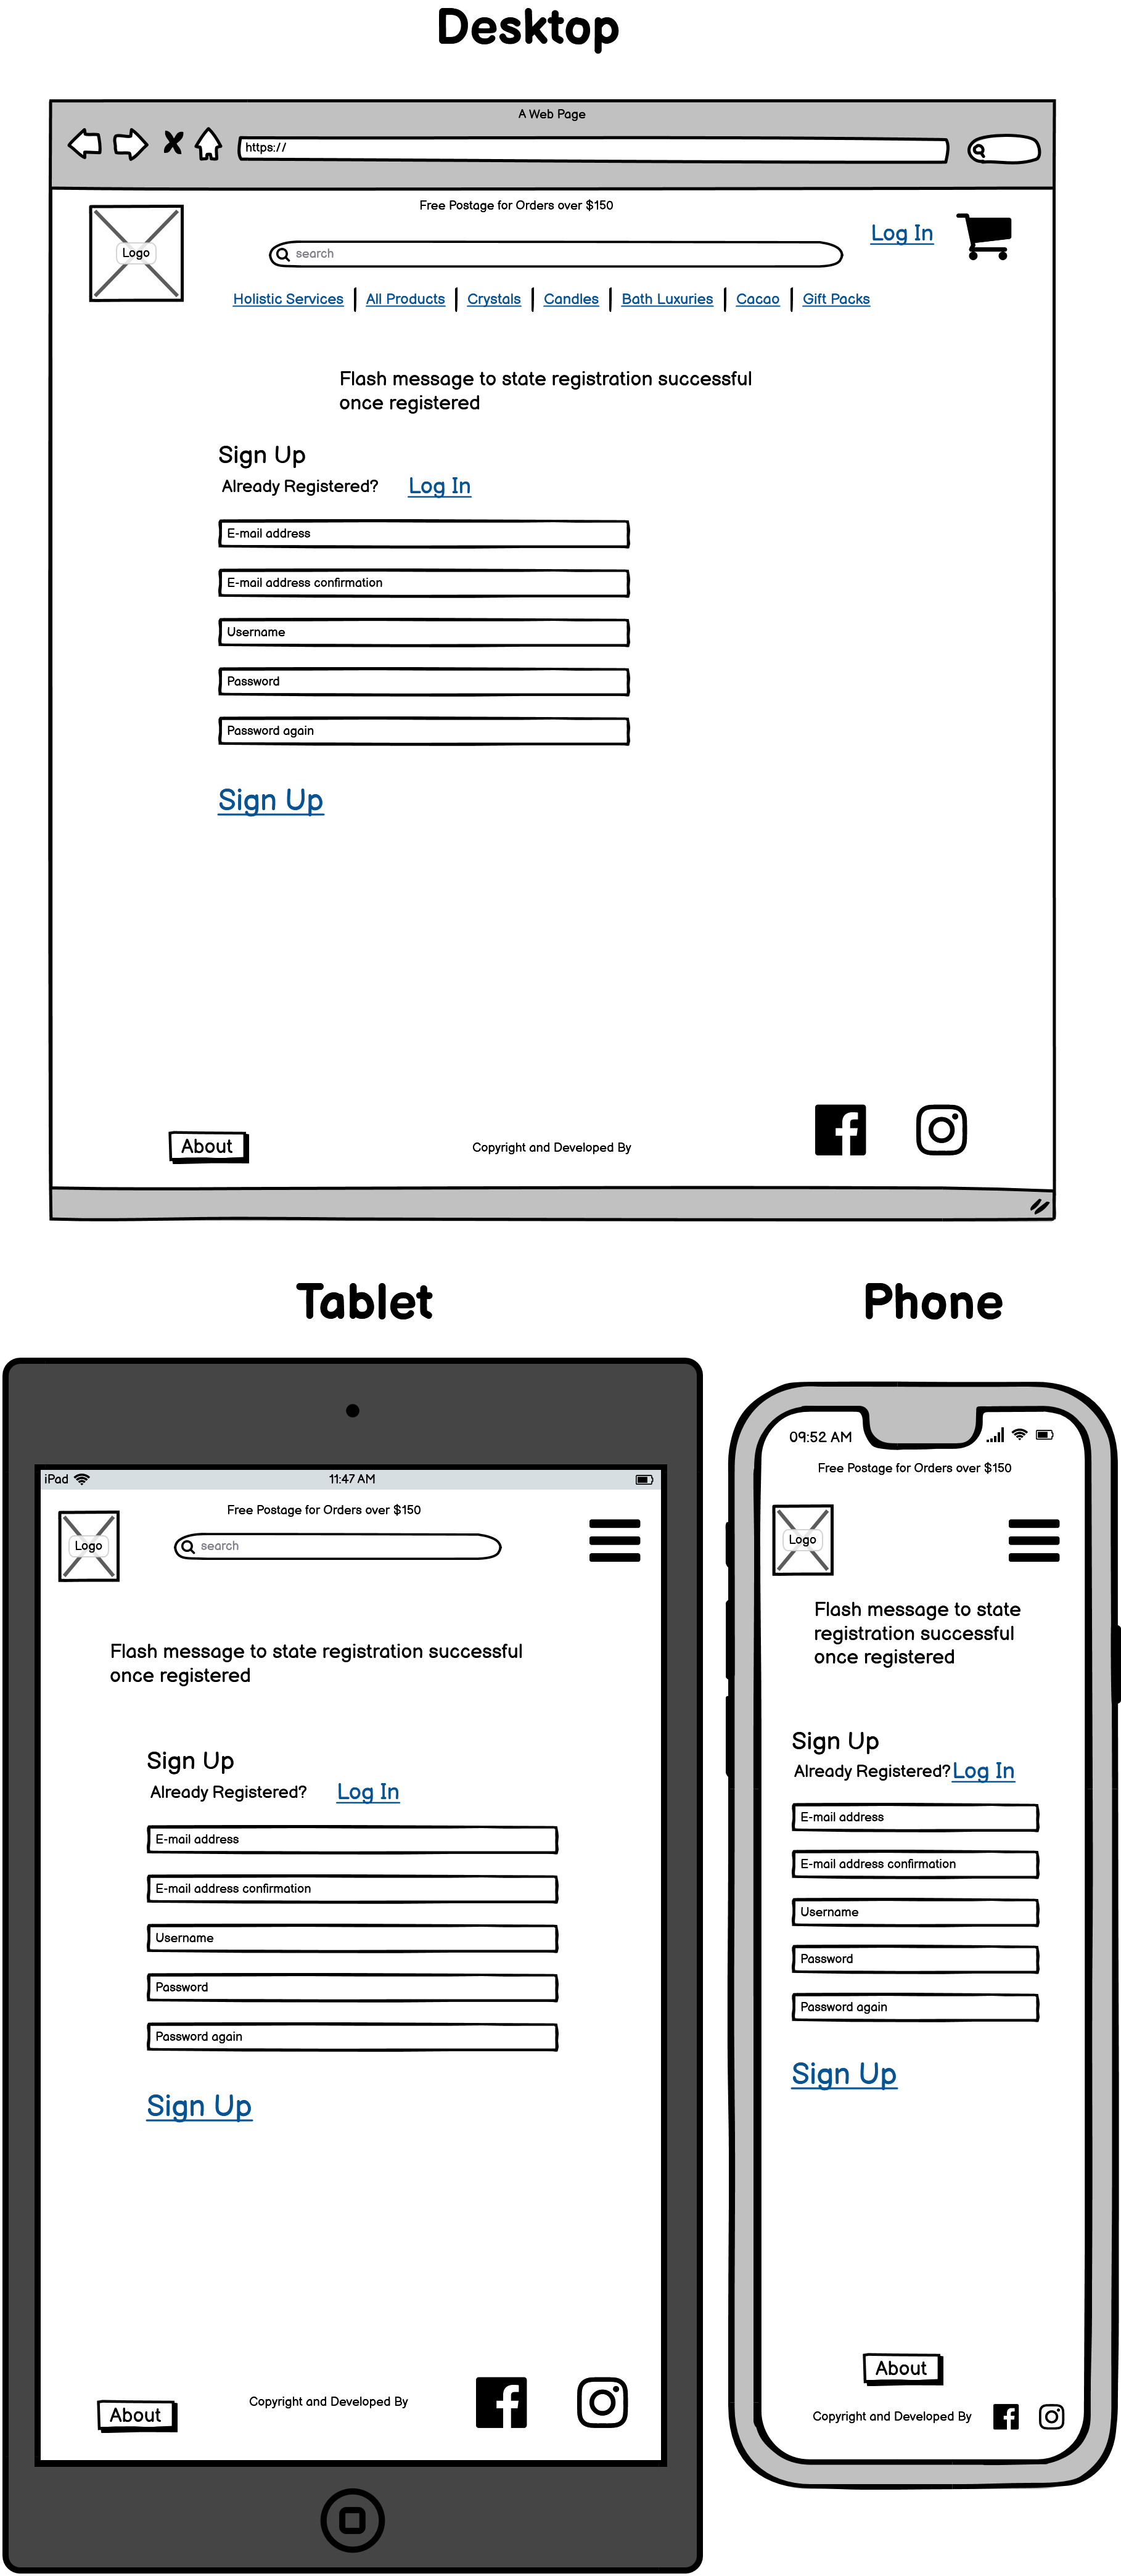 Desktop
A Web Page
https://
Free Postage for Orders over $150
Log In
Logo
search
Holistic Services All Products Crystals Candles Bath Luxuries Cacao Gift Packs
Flash message to state registration successful
once registered
Sign Up
Already Registered? Log In
E-mail address
E-mail address confirmation
Username
Password
Password again
Sign Up
About
Copyright and Developed By
Tablet
iPad 11:47 AM
Free Postage for Orders over $150
Logo
search
Flash message to state registration successful
once registered
Sign Up
Already Registered? Log In
E-mail address
E-mail address confirmation
Username
Password
Password again
Sign Up
About
Copyright and Developed By
Phone
09:52 AM
Free Postage for Orders over $150
Logo
Flash message to state
registration successful
once registered
Sign Up
Already Registered? Log In
E-mail address
E-mail address confirmation
Username
Password
Password again
Sign Up
About
Copyright and Developed By